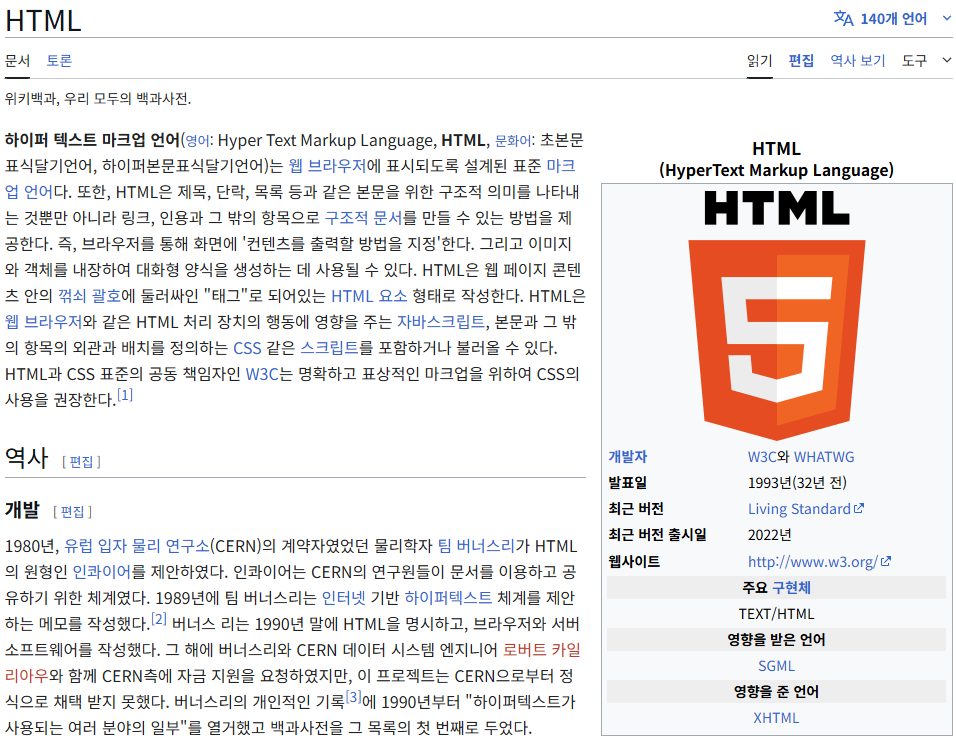 HTML
140개 언어
문서 토론
읽기 편집 역사 보기 도구
위키백과, 우리 모두의 백과사전.
하이퍼 텍스트 마크업 언어(영어: Hyper Text Markup Language, HTML, 문화어: 초본문
표식달기언어, 하이퍼본문표식달기언어)는 웹 브라우저에 표시되도록 설계된 표준 마크
업 언어다. 또한, HTML은 제목, 단락, 목록 등과 같은 본문을 위한 구조적 의미를 나타내
는 것뿐만 아니라 링크, 인용과 그 밖의 항목으로 구조적 문서를 만들 수 있는 방법을 제
공한다. 즉, 브라우저를 통해 화면에 '컨텐츠를 출력할 방법을 지정'한다. 그리고 이미지
와 객체를 내장하여 대화형 양식을 생성하는 데 사용될 수 있다. HTML은 웹 페이지 콘텐
츠 안의 꺾쇠 괄호에 둘러싸인 "태그"로 되어있는 HTML 요소 형태로 작성한다. HTML은
웹 브라우저와 같은 HTML 처리 장치의 행동에 영향을 주는 자바스크립트, 본문과 그 밖
의 항목의 외관과 배치를 정의하는 CSS 같은 스크립트를 포함하거나 불러올 수 있다.
HTML과 CSS 표준의 공동 책임자인 W3C는 명확하고 표상적인 마크업을 위하여 CSS의
사용을 권장한다.[1]
역사 [ 편집 ]
개발 [ 편집 ]
1980년, 유럽 입자 물리 연구소(CERN)의 계약자였었던 물리학자 팀 버너스리가 HTML
의 원형인 인콰이어를 제안하였다. 인콰이어는 CERN의 연구원들이 문서를 이용하고 공
유하기 위한 체계였다. 1989년에 팀 버너스리는 인터넷 기반 하이퍼텍스트 체계를 제안
하는 메모를 작성했다.[2] 버너스 리는 1990년 말에 HTML을 명시하고, 브라우저와 서버
소프트웨어를 작성했다. 그 해에 버너스리와 CERN 데이터 시스템 엔지니어 로버트 카일
리아우와 함께 CERN측에 자금 지원을 요청하였지만, 이 프로젝트는 CERN으로부터 정
식으로 채택 받지 못했다. 버너스리의 개인적인 기록[3]에 1990년부터 "하이퍼텍스트가
사용되는 여러 분야의 일부"를 열거했고 백과사전을 그 목록의 첫 번째로 두었다.
HTML
(HyperText Markup Language)
HTML
5
개발자 W3C와 WHATWG
발표일 1993년(32년 전)
최근 버전 Living Standard
최근 버전 출시일 2022년
웹사이트 http://www.w3.org/
주요 구현체
TEXT/HTML
영향을 받은 언어
SGML
영향을 준 언어
XHTML